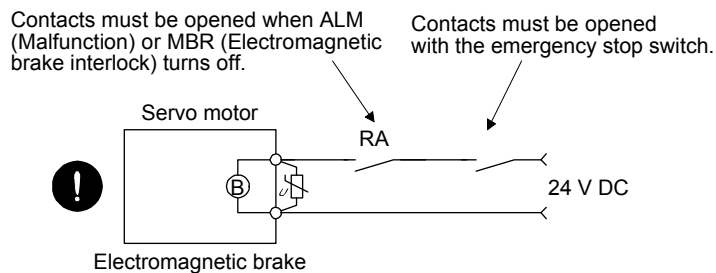 Contacts must be opened when ALM
(Malfunction) or MBR (Electromagnetic
brake interlock) turns off.
Contacts must be opened
with the emergency stop switch.
Servo motor
RA
B
U
24 V DC
Electromagnetic brake